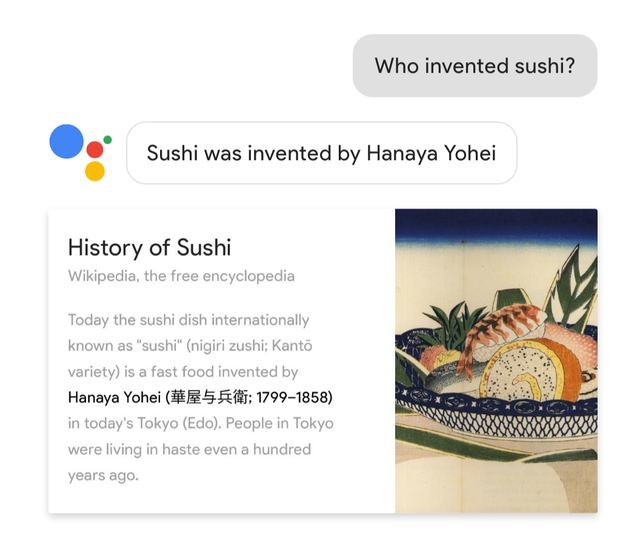 Who invented sushi?
Sushi was invented by Hanaya Yohei
History of Sushi
Wikipedia, the free encyclopedia
Today the sushi dish internationally
known as "sushi" (nigiri zushi; Kantō
variety) is a fast food invented by
Hanaya Yohei (華屋与兵衛; 1799–1858)
in today's Tokyo (Edo). People in Tokyo
were living in haste even a hundred
years ago.